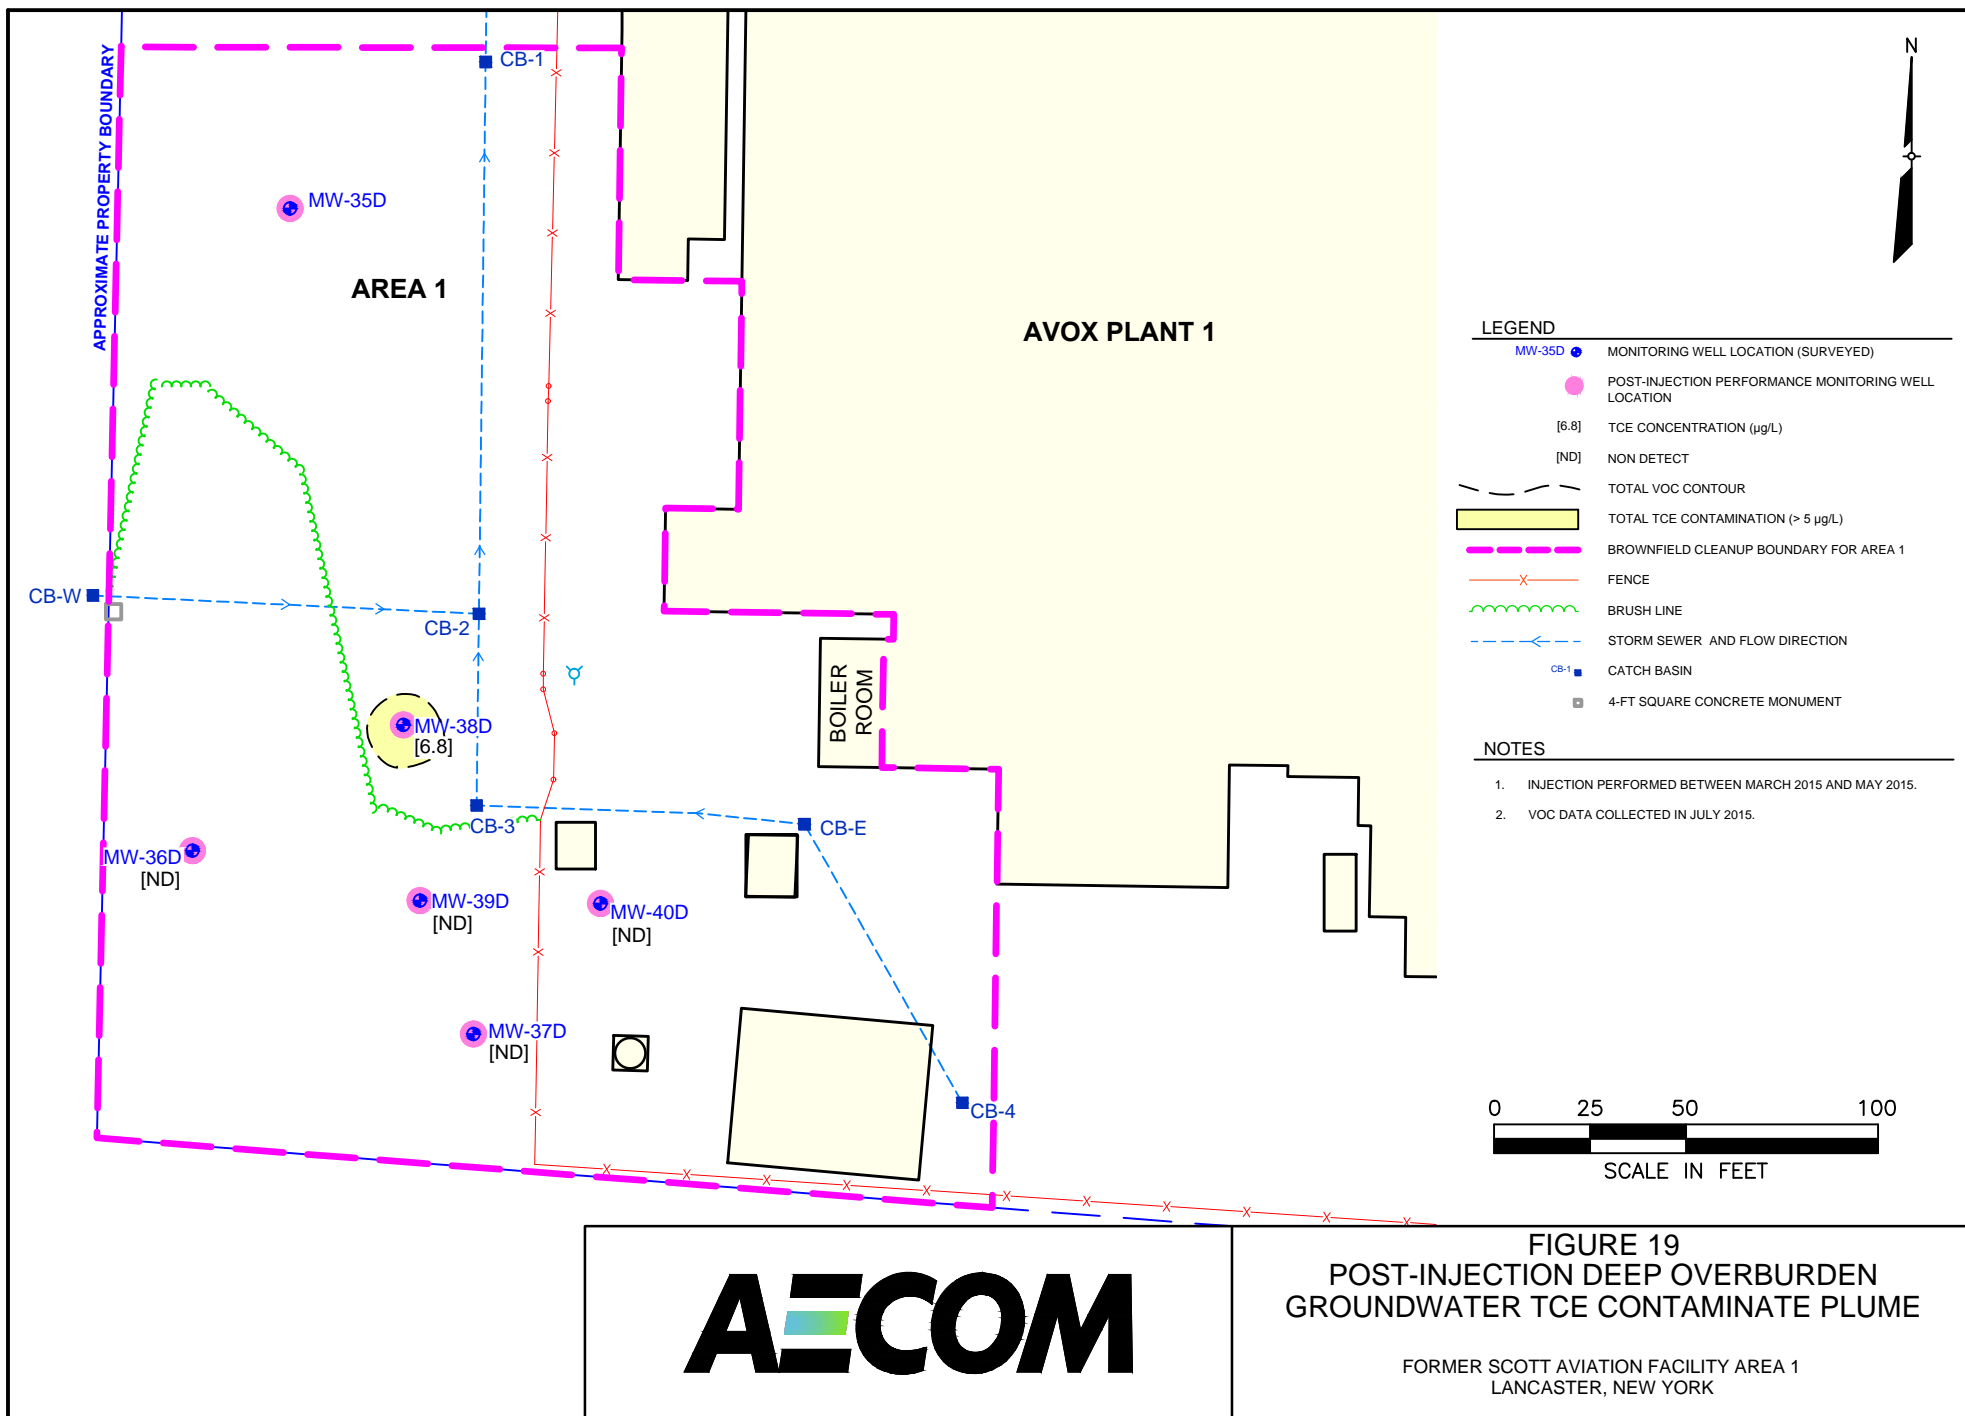 CB-1
N
APPROXIMATE PROPERTY BOUNDARY
MW-35D
AREA 1
AVOX PLANT 1
LEGEND
MW-35D MONITORING WELL LOCATION (SURVEYED)
POST-INJECTION PERFORMANCE MONITORING WELL
LOCATION
[6.8] TCE CONCENTRATION (µg/L)
[ND] NON DETECT
TOTAL VOC CONTOUR
TOTAL TCE CONTAMINATION (> 5 µg/L)
BROWNFIELD CLEANUP BOUNDARY FOR AREA 1
FENCE
BRUSH LINE
STORM SEWER AND FLOW DIRECTION
CB-1 CATCH BASIN
4-FT SQUARE CONCRETE MONUMENT
NOTES
1. INJECTION PERFORMED BETWEEN MARCH 2015 AND MAY 2015.
2. VOC DATA COLLECTED IN JULY 2015.
CB-W
CB-2
BOILER
ROOM
MW-38D
[6.8]
CB-3
CB-E
MW-36D
[ND]
MW-39D
[ND]
MW-40D
[ND]
MW-37D
[ND]
CB-4
0 25 50 100
SCALE IN FEET
AECOM
FIGURE 19
POST-INJECTION DEEP OVERBURDEN
GROUNDWATER TCE CONTAMINATE PLUME
FORMER SCOTT AVIATION FACILITY AREA 1
LANCASTER, NEW YORK